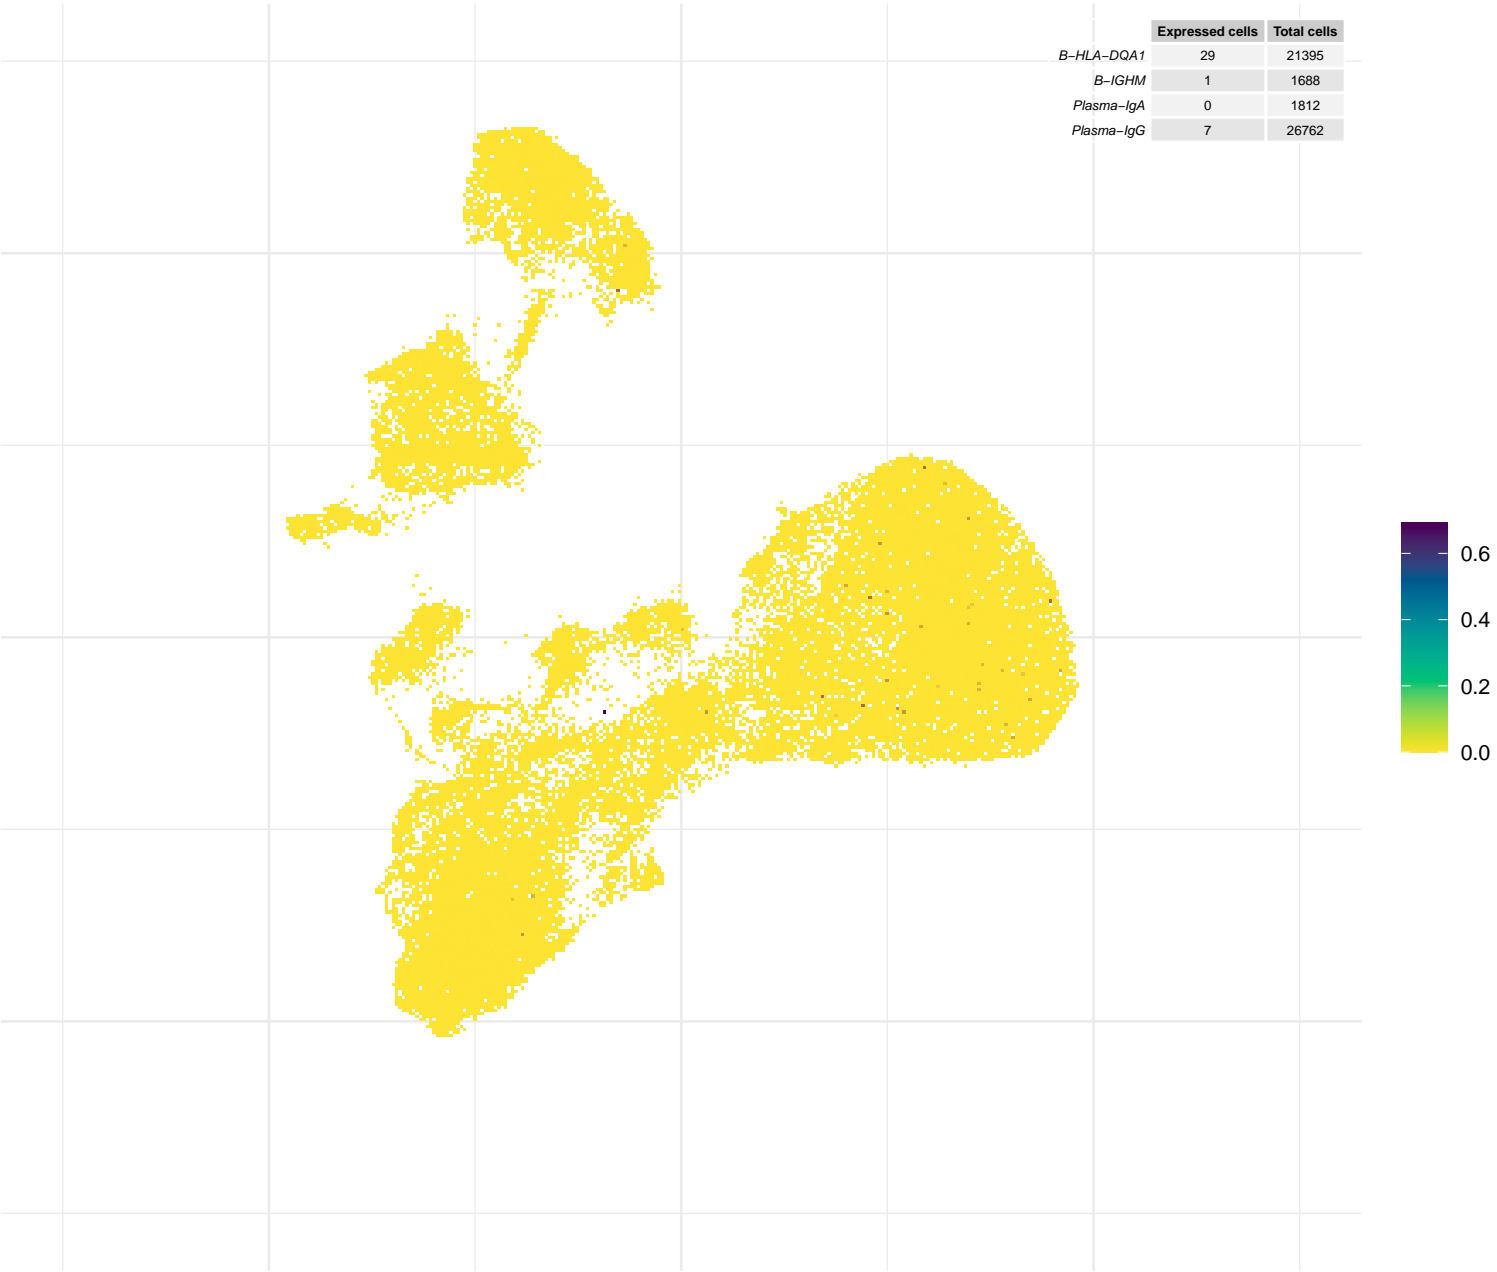 Expressed cells Total cells
B−HLA−DQA1 29 21395
B−IGHM 1 1688
Plasma−IgA 0 1812
Plasma−IgG 7 26762
0.6
0.4
0.2
0.0